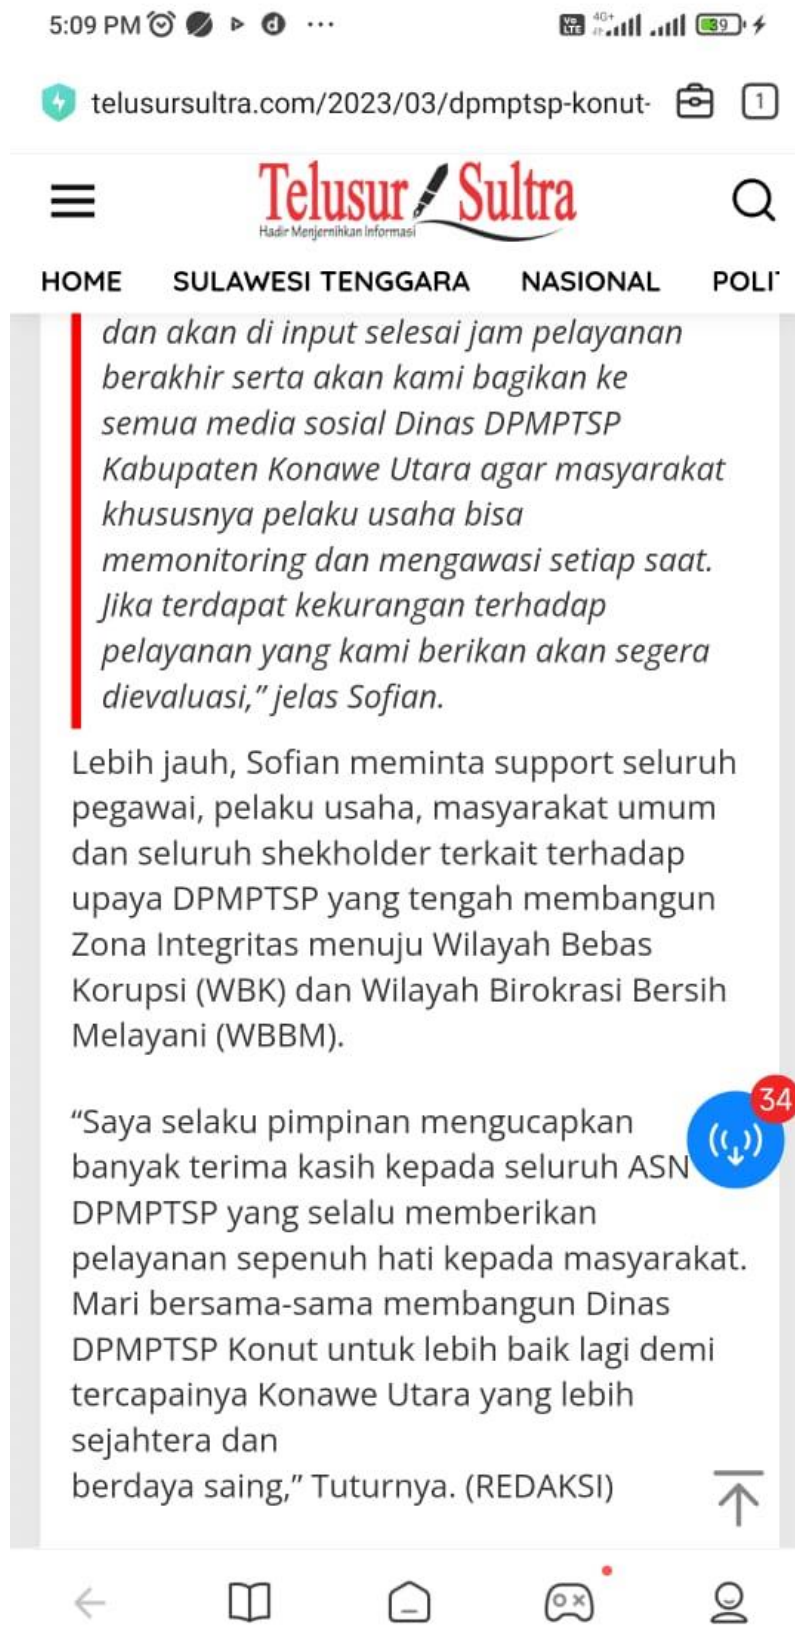 5:09 PM
Vo LTE 4G+ 39
telusursultra.com/2023/03/dpmptsp-konut-
1
Telusur Sultra
Hadir Menjernihkan Informasi
HOME SULAWESI TENGGARA NASIONAL POLI
dan akan di input selesai jam pelayanan
berakhir serta akan kami bagikan ke
semua media sosial Dinas DPMPTSP
Kabupaten Konawe Utara agar masyarakat
khususnya pelaku usaha bisa
memonitoring dan mengawasi setiap saat.
Jika terdapat kekurangan terhadap
pelayanan yang kami berikan akan segera
dievaluasi,” jelas Sofian.
Lebih jauh, Sofian meminta support seluruh
pegawai, pelaku usaha, masyarakat umum
dan seluruh shekholder terkait terhadap
upaya DPMPTSP yang tengah membangun
Zona Integritas menuju Wilayah Bebas
Korupsi (WBK) dan Wilayah Birokrasi Bersih
Melayani (WBBM).
34
“Saya selaku pimpinan mengucapkan
banyak terima kasih kepada seluruh ASN
DPMPTSP yang selalu memberikan
pelayanan sepenuh hati kepada masyarakat.
Mari bersama-sama membangun Dinas
DPMPTSP Konut untuk lebih baik lagi demi
tercapainya Konawe Utara yang lebih
sejahtera dan
berdaya saing,” Tuturnya. (REDAKSI)